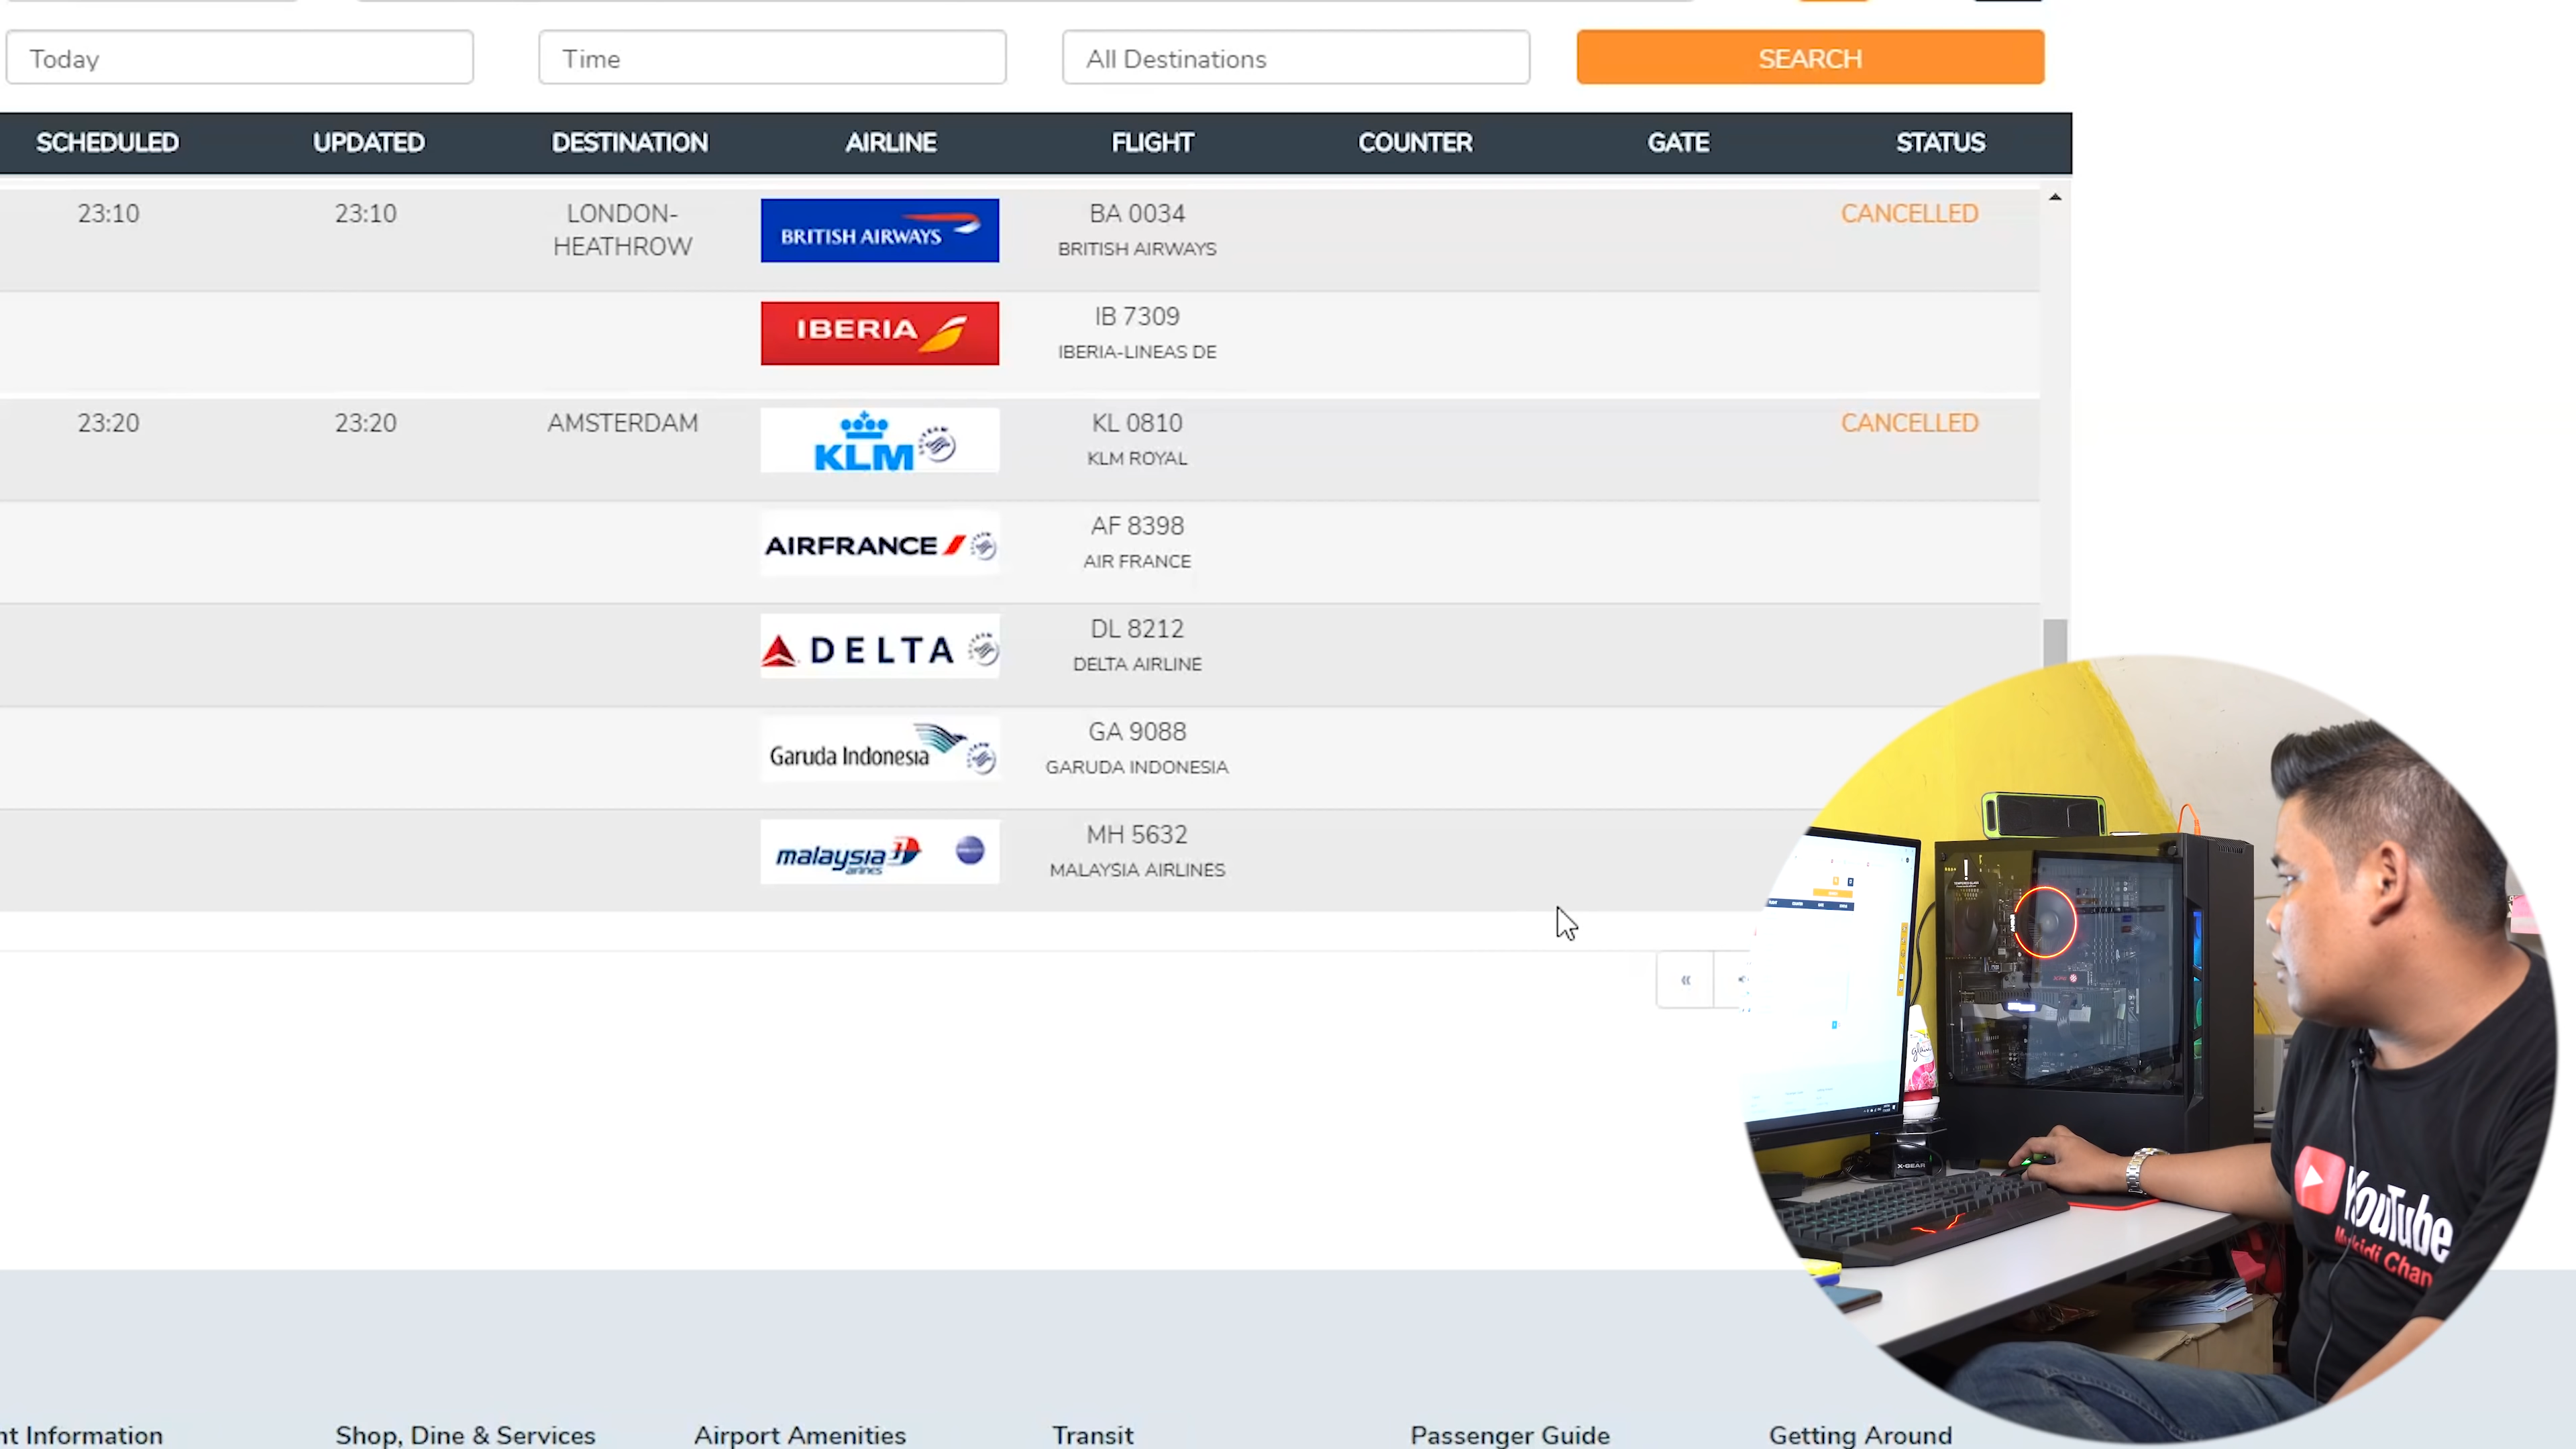 Today
Time
All Destinations
SEARCH
SCHEDULED UPDATED DESTINATION AIRLINE FLIGHT COUNTER GATE STATUS
23:10 23:10 LONDON-HEATHROW BRITISH AIRWAYS BA 0034 CANCELLED
BRITISH AIRWAYS
IBERIA IB 7309
IBERIA-LINEAS DE
23:20 23:20 AMSTERDAM KLM KL 0810 CANCELLED
KLM ROYAL
AIRFRANCE AF 8398
AIR FRANCE
DELTA DL 8212
DELTA AIRLINE
Garuda Indonesia GA 9088
GARUDA INDONESIA
malaysia airlines MH 5632
MALAYSIA AIRLINES
«
glade
X-GEAR
YouTube
nt Information Shop, Dine & Services Airport Amenities Transit Passenger Guide Getting Around